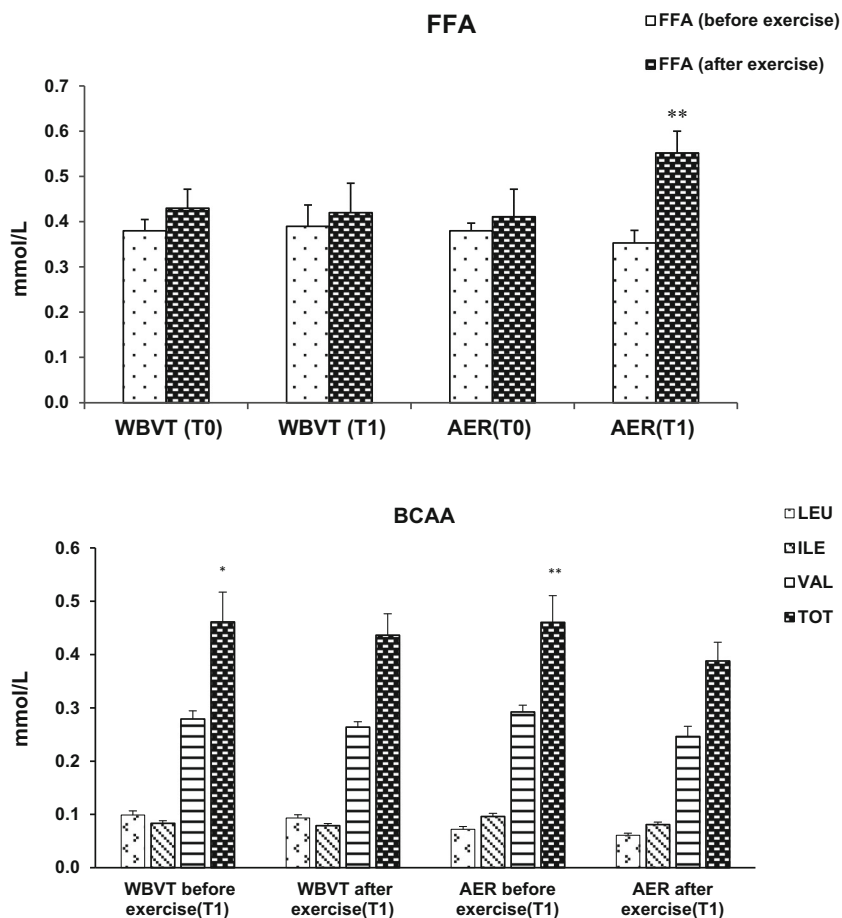 FFA
FFA (before exercise)
FFA (after exercise)
0.7
0.6
0.5
0.4
0.3
0.2
0.1
0.0
mmol/L
**
WBVT (T0)
WBVT (T1)
AER(T0)
AER(T1)
BCAA
LEU
ILE
VAL
TOT
0.6
0.5
0.4
0.3
0.2
0.1
0.0
mmol/L
*
**
WBVT before
exercise(T1)
WBVT after
exercise(T1)
AER before
exercise(T1)
AER after
exercise(T1)